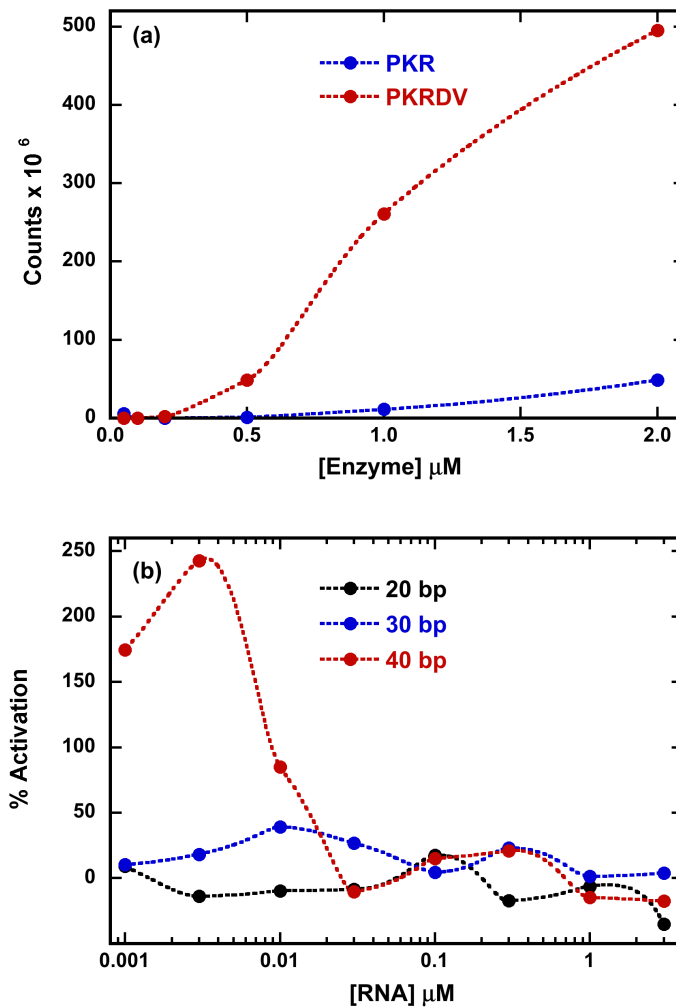 (a)
PKR
PKRDV
500
400
300
200
100
0
Counts x 10 6
0.0
0.5
1.0
1.5
2.0
[Enzyme] μM
(b)
20 bp
30 bp
40 bp
250
200
150
100
50
0
% Activation
0.001
0.01
0.1
1
[RNA] μM